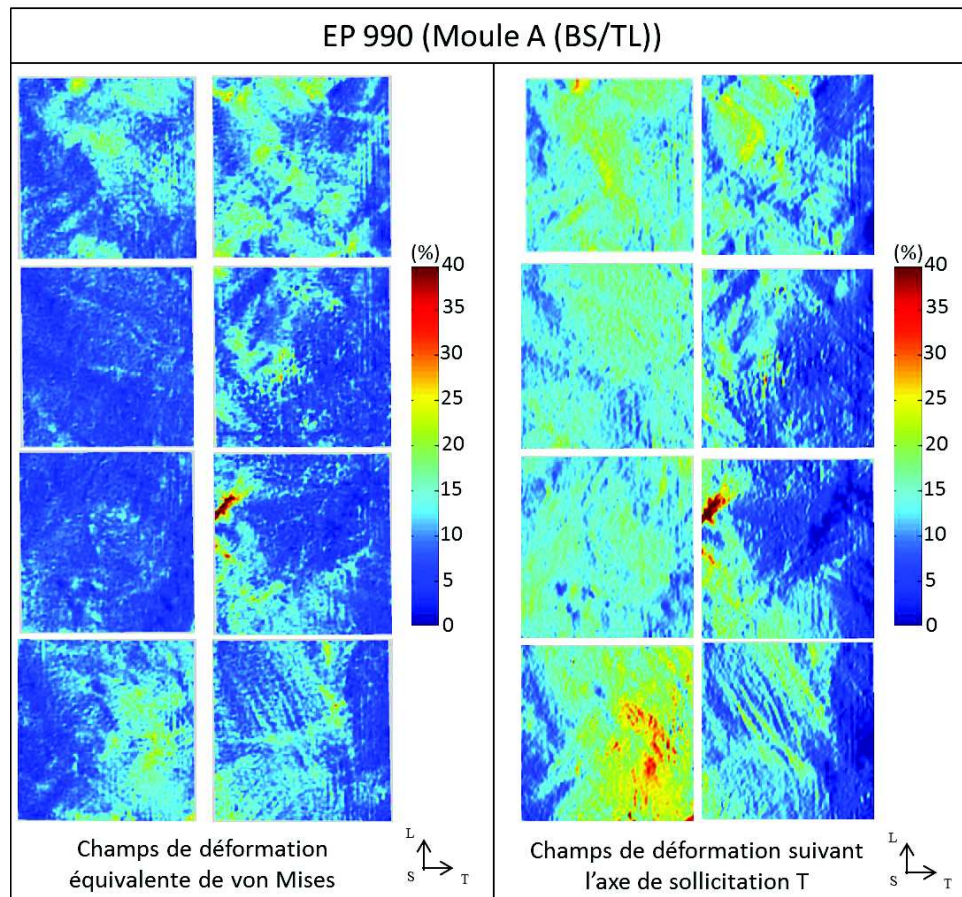 EP 990 (Moule A (BS/TL))
(%)
40
35
30
25
20
15
10
5
0
(%)
40
35
30
25
20
15
10
5
0
Champs de déformation
équivalente de von Mises
L
S
T
Champs de déformation suivant
l'axe de sollicitation T
L
S
T